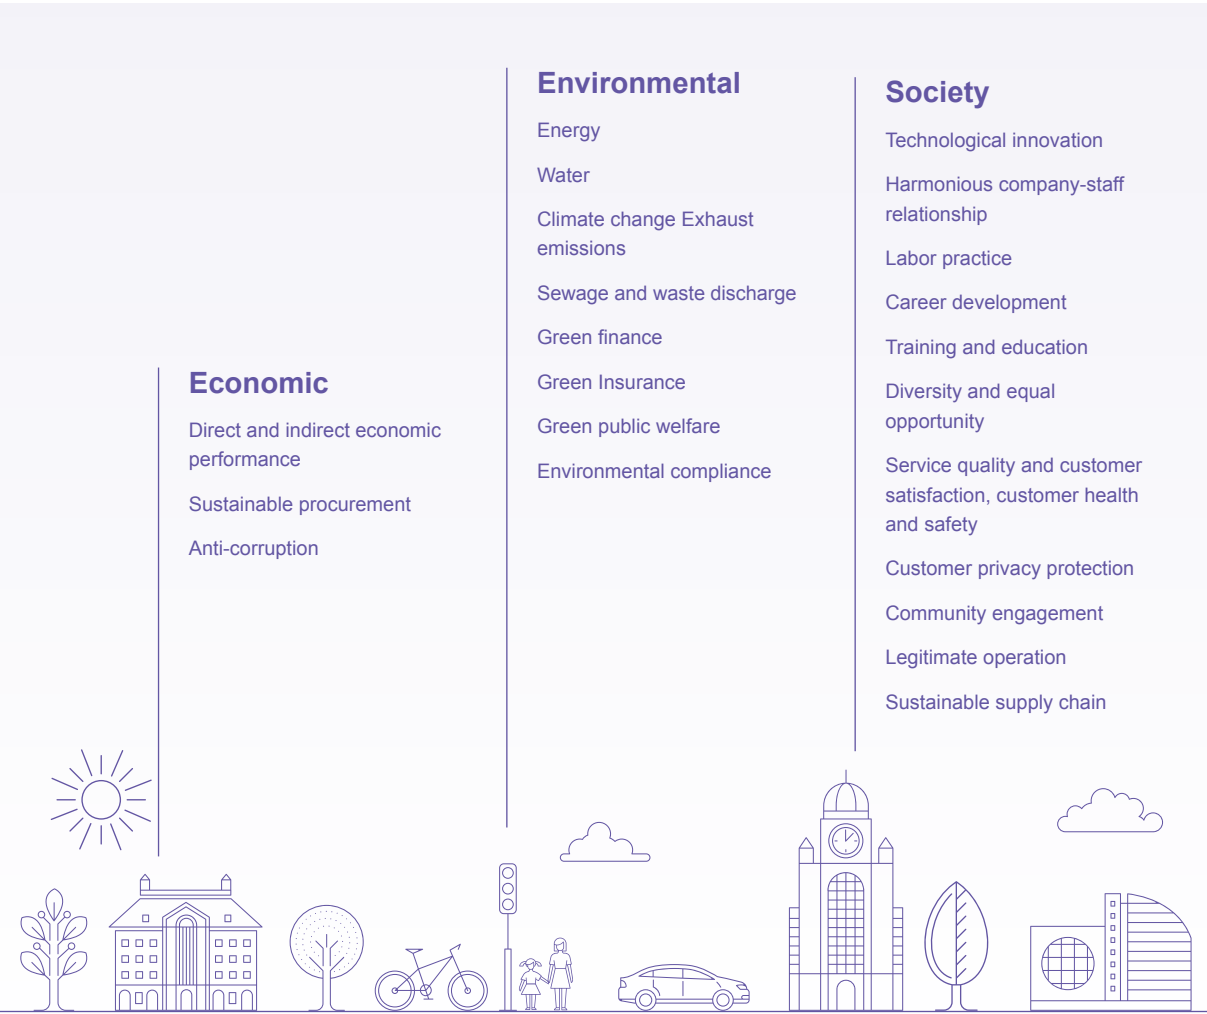 Economic
Direct and indirect economic
performance
Sustainable procurement
Anti-corruption
Environmental
Energy
Water
Climate change Exhaust
emissions
Sewage and waste discharge
Green finance
Green Insurance
Green public welfare
Environmental compliance
Society
Technological innovation
Harmonious company-staff
relationship
Labor practice
Career development
Training and education
Diversity and equal
opportunity
Service quality and customer
satisfaction, customer health
and safety
Customer privacy protection
Community engagement
Legitimate operation
Sustainable supply chain